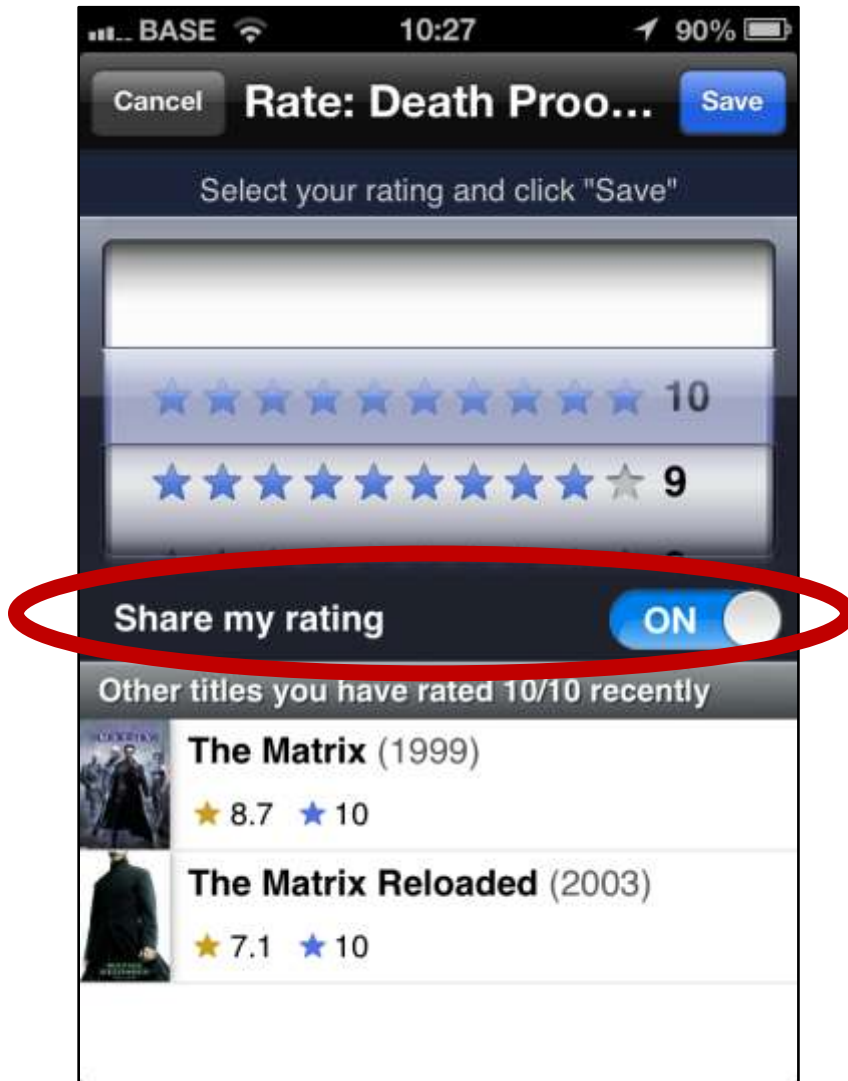 BASE 10:27 90%
Cancel Rate: Death Proo... Save
Select your rating and click "Save"
10
9
Share my rating ON
Other titles you have rated 10/10 recently
The Matrix (1999)
8.7 10
The Matrix Reloaded (2003)
7.1 10